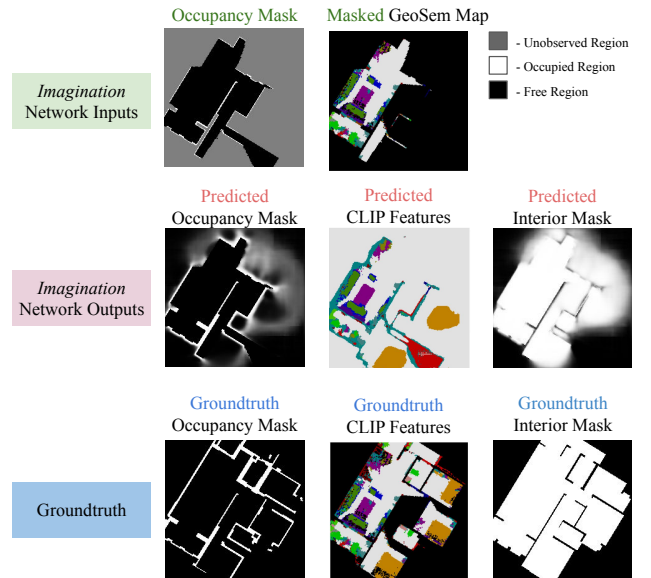 Occupancy Mask
Masked GeoSem Map
- Unobserved Region
- Occupied Region
- Free Region
Imagination
Network Inputs
Predicted
Occupancy Mask
Predicted
CLIP Features
Predicted
Interior Mask
Imagination
Network Outputs
Groundtruth
Occupancy Mask
Groundtruth
CLIP Features
Groundtruth
Interior Mask
Groundtruth